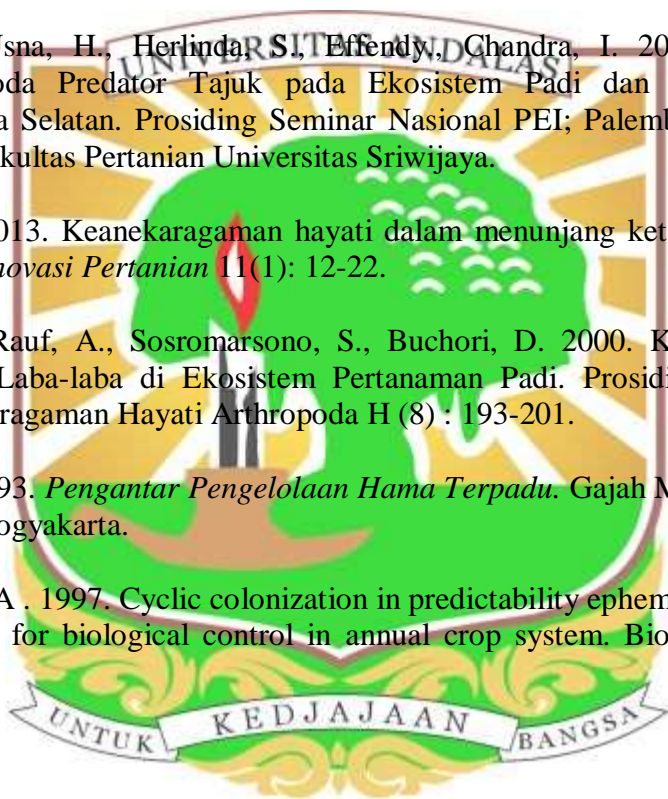 Usna, H., Herlinda, S., Effendy., Chandra, I. 20
UNIVERSITAS ANDALAS
oda Predator Tajuk pada Ekosistem Padi dan
a Selatan. Prosiding Seminar Nasional PEI; Palemb
akultas Pertanian Universitas Sriwijaya.
013. Keanekaragaman hayati dalam menunjang ket
novasi Pertanian 11(1): 12-22.
Rauf, A., Sosromarsono, S., Buchori, D. 2000. K
Laba-laba di Ekosistem Pertanaman Padi. Prosidi
ragaman Hayati Arthropoda H (8) : 193-201.
93. Pengantar Pengelolaan Hama Terpadu. Gajah M
ogyakarta.
A . 1997. Cyclic colonization in predictability ephem
for biological control in annual crop system. Bio
UNTUK KEDJAJAAN BANGSA